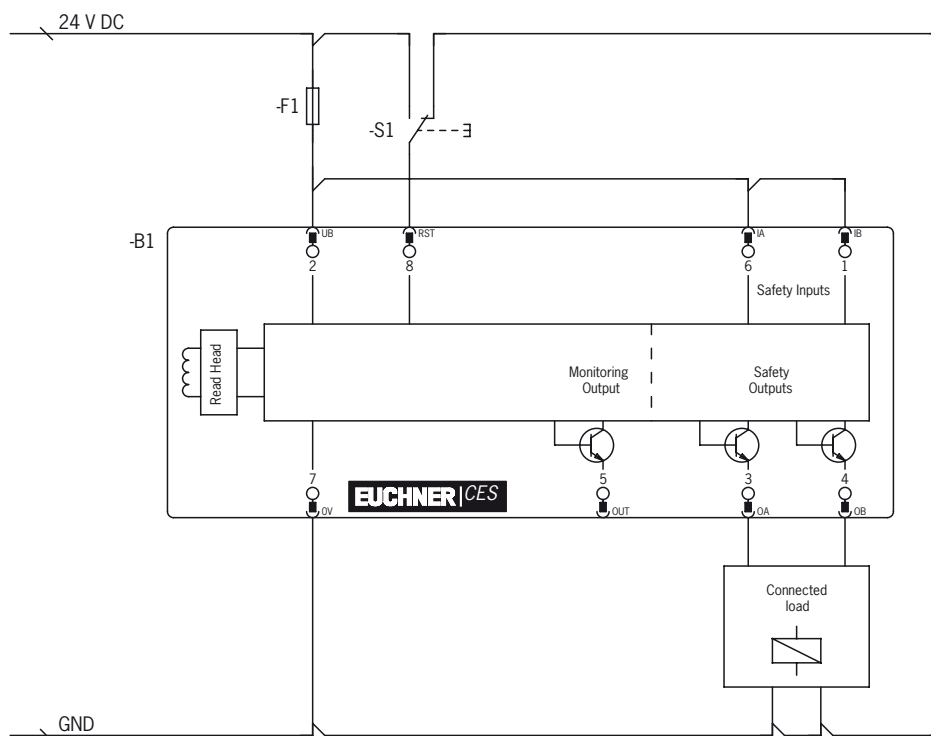 24 V DC
-F1
-S1
-B1
UB
RST
IA
IB
2
8
6
1
Safety Inputs
Read Head
Monitoring
Output
Safety
Outputs
7
5
3
4
EUCHNER|CES
0V
OUT
OA
OB
Connected
load
GND